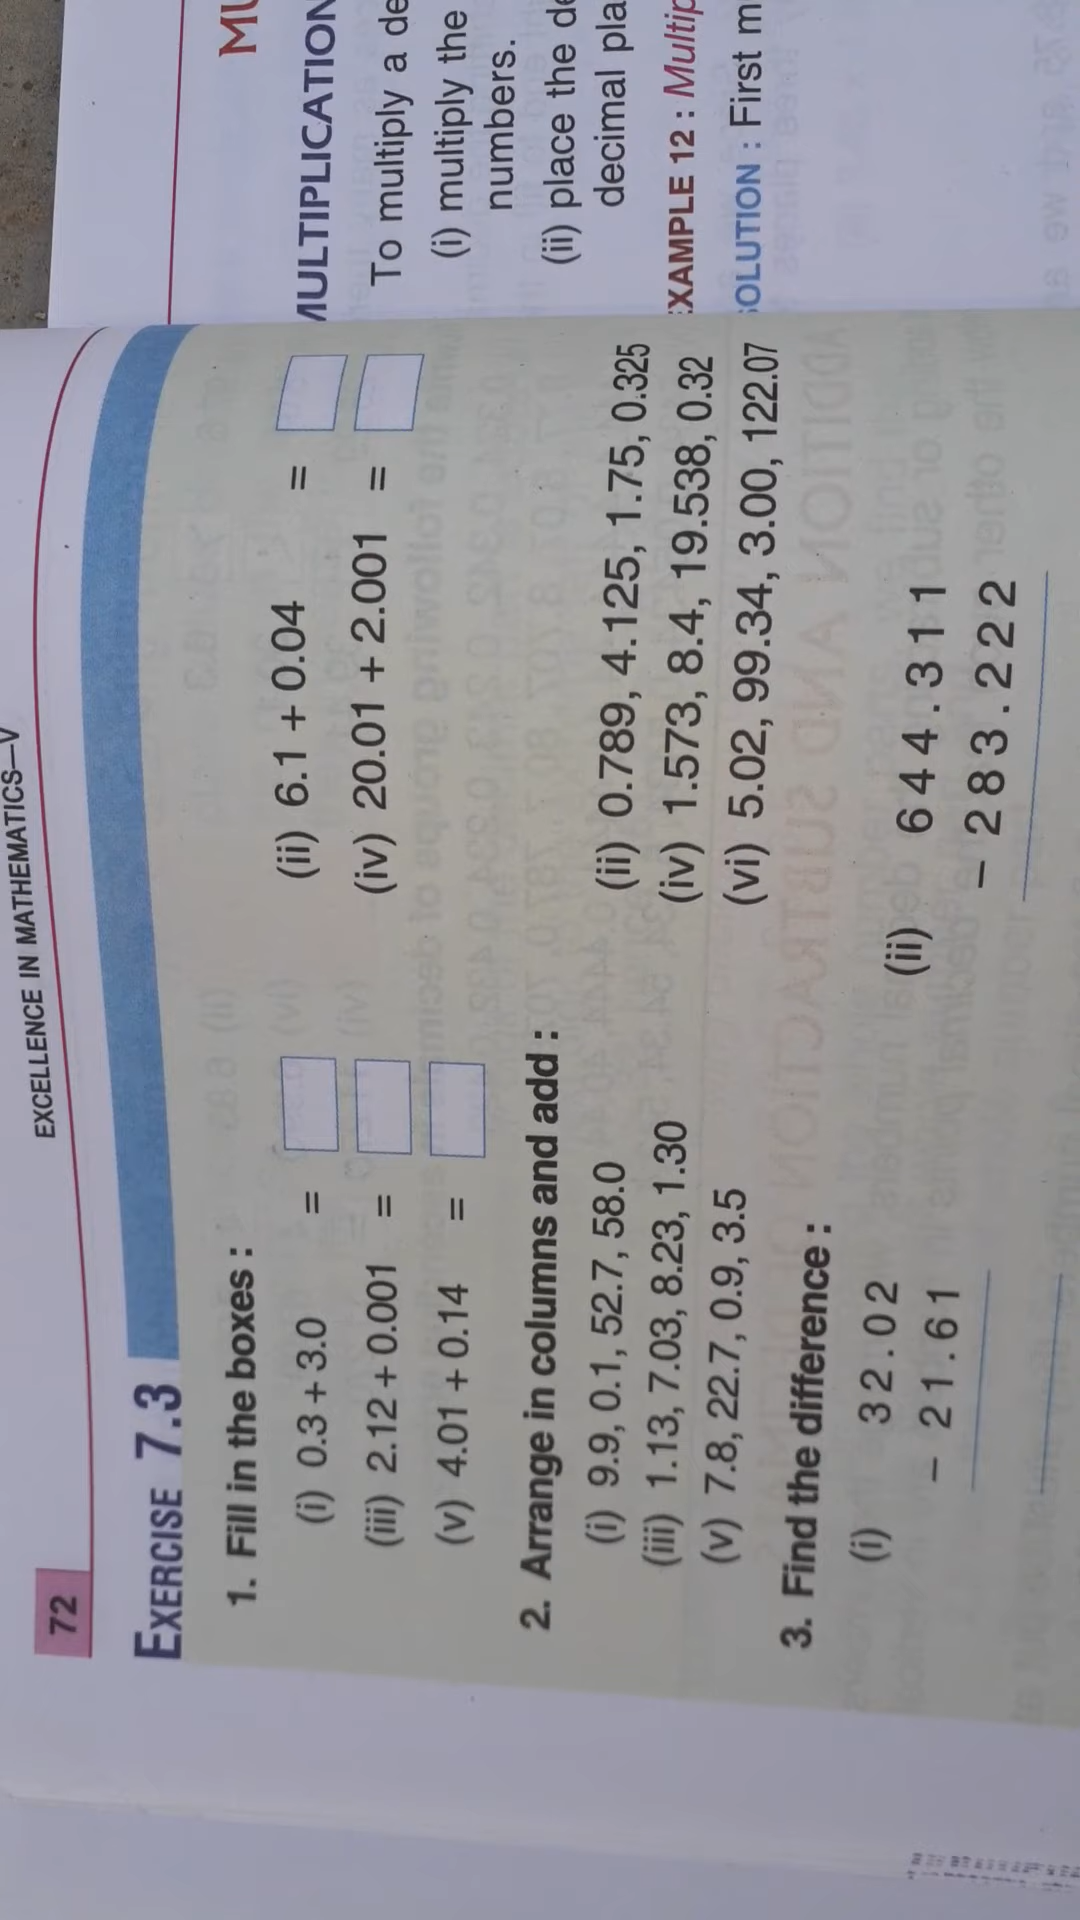 72
EXCELLENCE IN MATHEMATICS—V
EXERCISE 7.3
1. Fill in the boxes :
(i) 0.3 + 3.0 =
(ii) 6.1 + 0.04 =
(iii) 2.12 + 0.001 =
(iv) 20.01 + 2.001 =
(v) 4.01 + 0.14 =
2. Arrange in columns and add :
(i) 9.9, 0.1, 52.7, 58.0
(ii) 0.789, 4.125, 1.75, 0.325
(iii) 1.13, 7.03, 8.23, 1.30
(iv) 1.573, 8.4, 19.538, 0.32
(v) 7.8, 22.7, 0.9, 3.5
(vi) 5.02, 99.34, 3.00, 122.07
3. Find the difference :
(i) 32.02
– 21.61
(ii) 644.311
– 283.222
MULTIPLICATION
To multiply a
(i) multiply the
numbers.
(ii) place the
decimal
EXAMPLE 12 :
SOLUTION : First